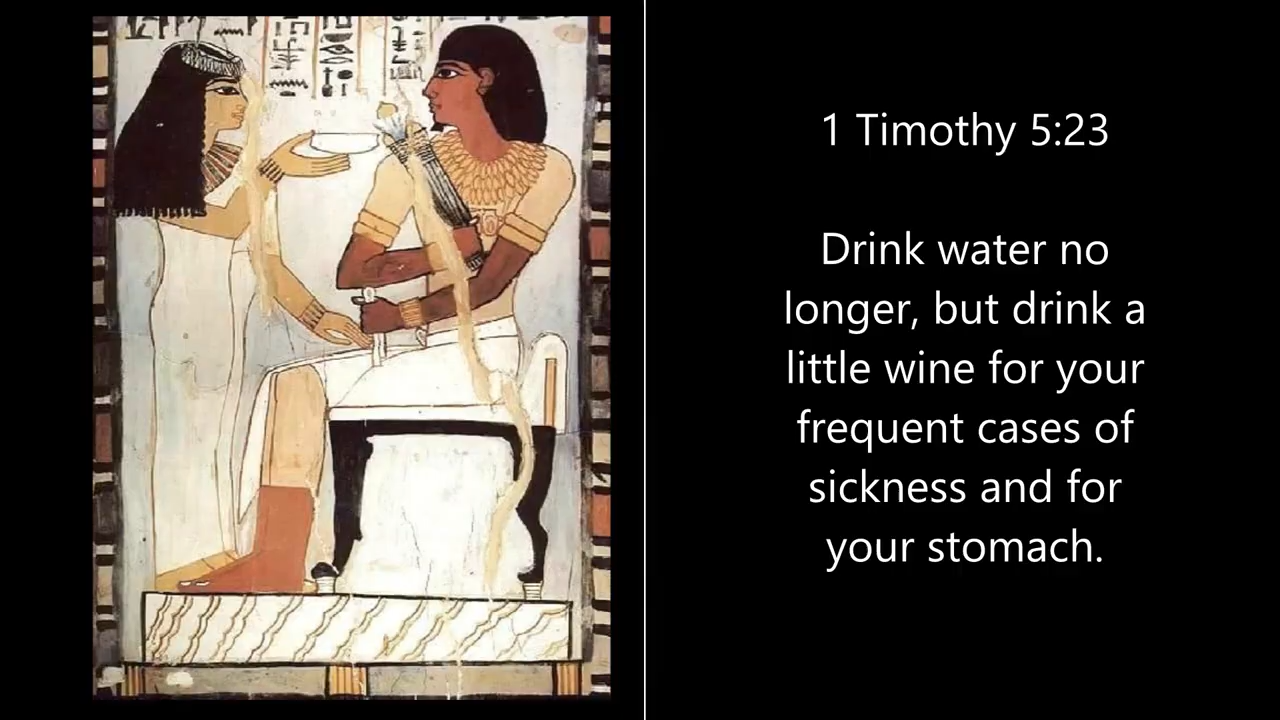 1 Timothy 5:23
Drink water no
longer, but drink a
little wine for your
frequent cases of
sickness and for
your stomach.